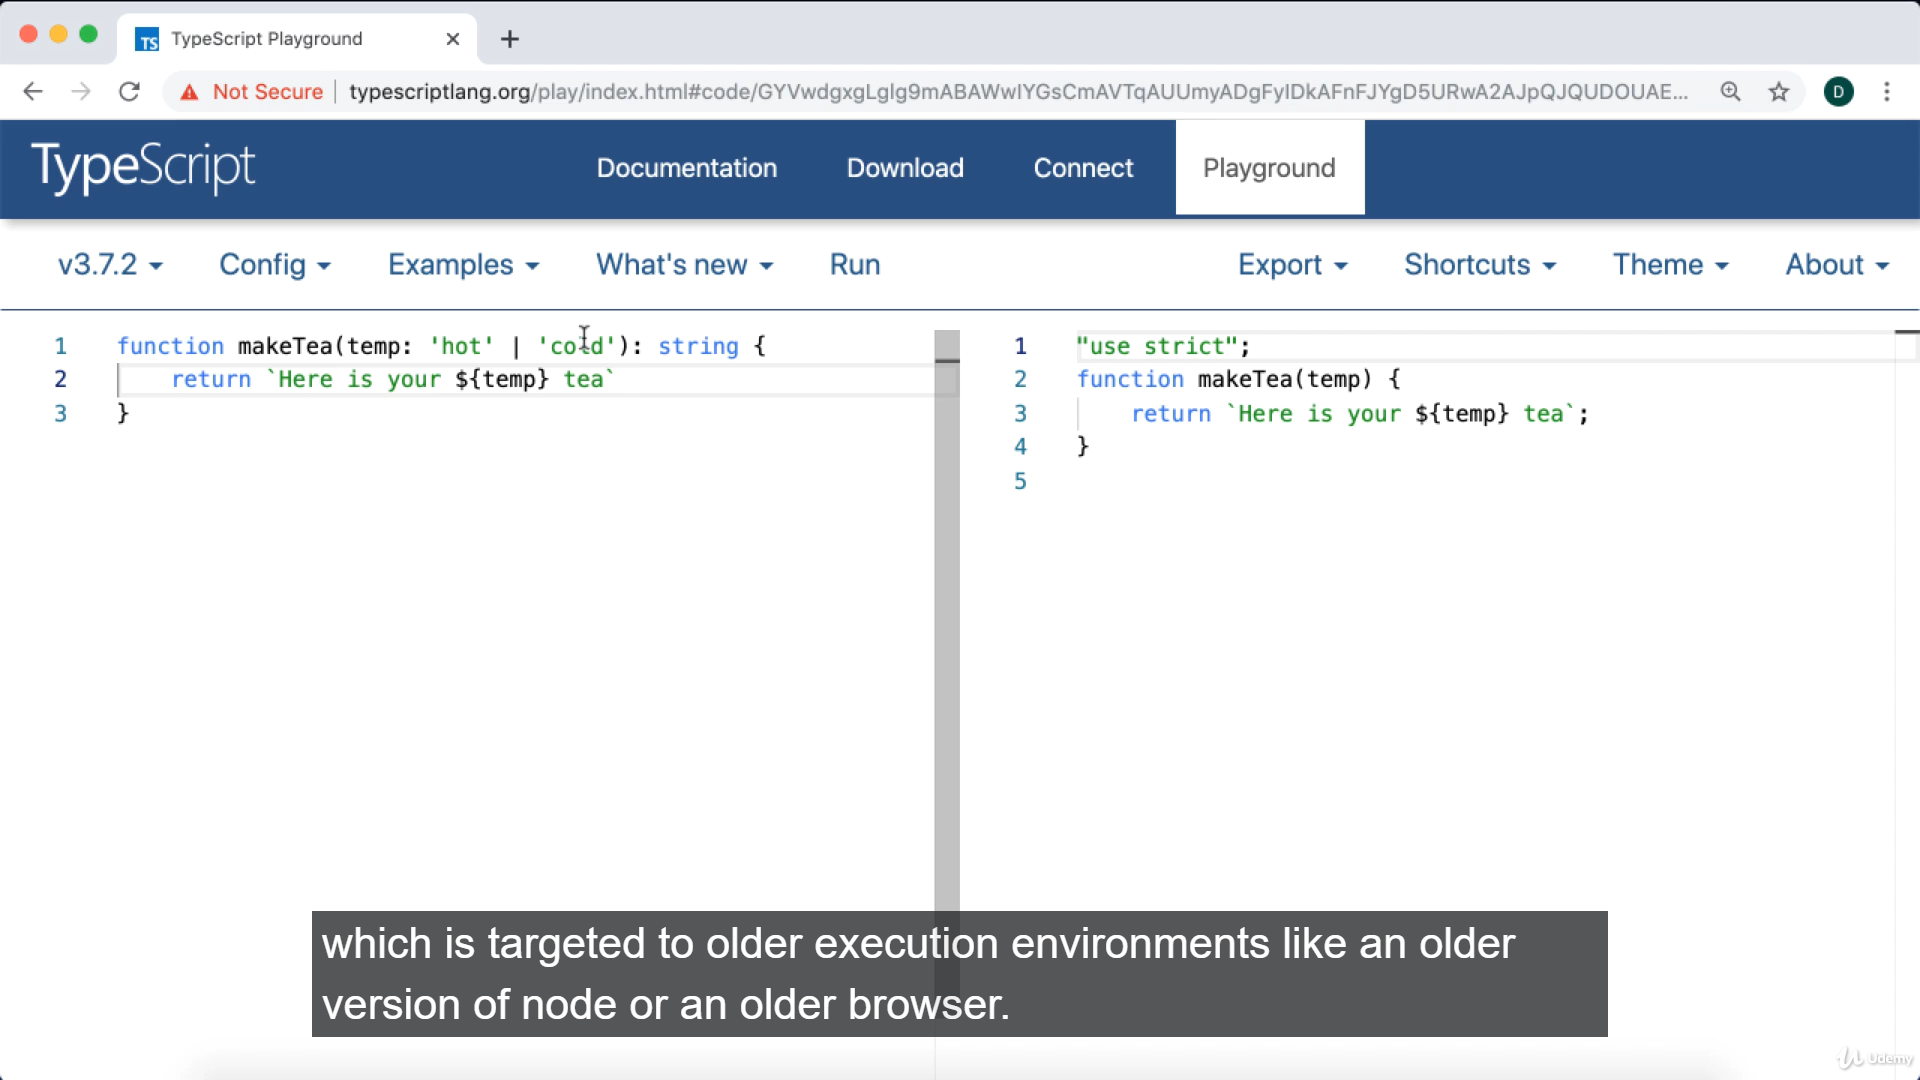 TS TypeScript Playground
Not Secure typescriptlang.org/play/index.html#code/GYVwdgxgLglg9mABAWwIYGsCmAVTqAUUmyADgFyIDkAFnFJYgD5URwA2AJpQJQUDOUAE... D
TypeScript Documentation Download Connect Playground
v3.7.2 Config Examples What's new Run Export Shortcuts Theme About
1 function makeTea(temp: 'hot' | 'cold'): string {
2 return `Here is your ${temp} tea`
3 }
1 "use strict";
2 function makeTea(temp) {
3 return `Here is your ${temp} tea`;
4 }
5
which is targeted to older execution environments like an older
version of node or an older browser.
Udemy